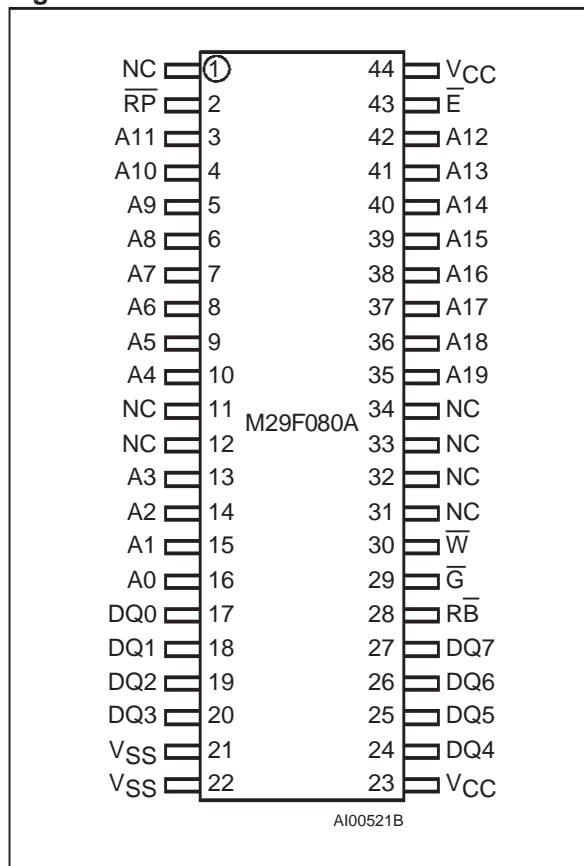 NC 1 44 VCC
R̅P̅ 2 43 E̅
A11 3 42 A12
A10 4 41 A13
A9 5 40 A14
A8 6 39 A15
A7 7 38 A16
A6 8 37 A17
A5 9 36 A18
A4 10 35 A19
NC 11 34 NC
M29F080A
NC 12 33 NC
A3 13 32 NC
A2 14 31 NC
A1 15 30 W̅
A0 16 29 G̅
DQ0 17 28 RB̅
DQ1 18 27 DQ7
DQ2 19 26 DQ6
DQ3 20 25 DQ5
VSS 21 24 DQ4
VSS 22 23 VCC
AI00521B